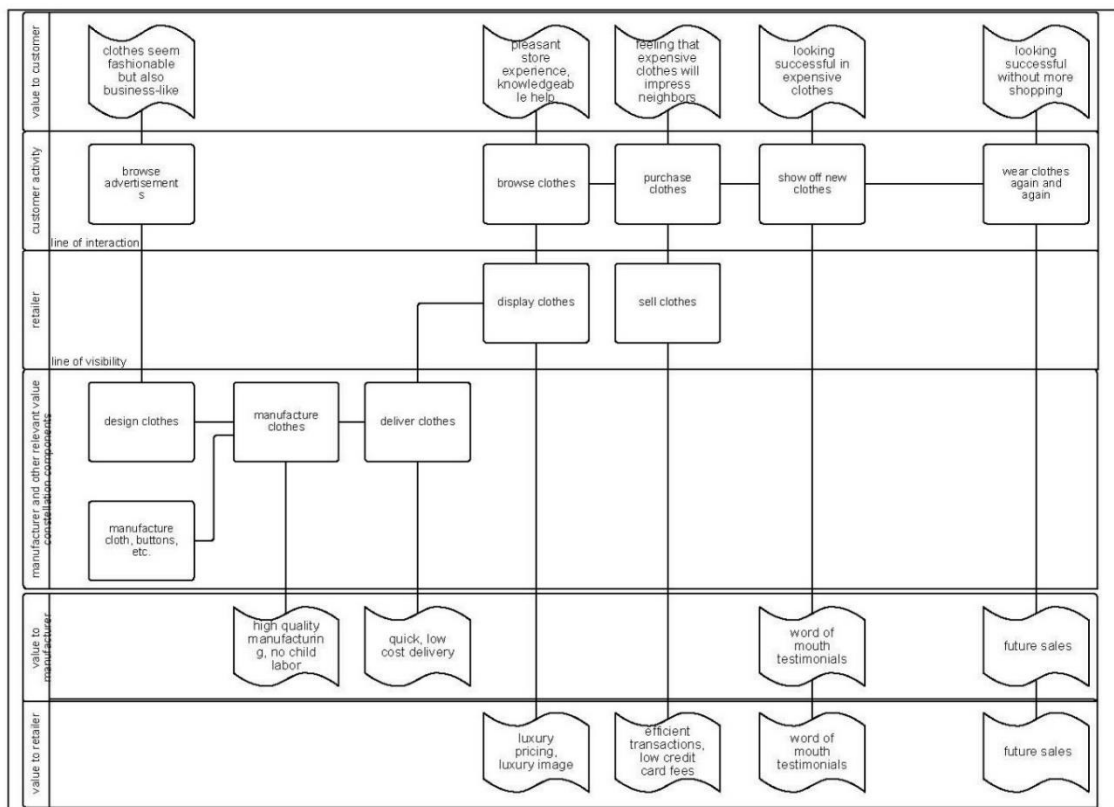 value to customer
clothes seem
fashionable
but also
business-like
pleasant
store
experience,
knowledgeab
le help
feeling that
expensive
clothes will
impress
neighbors
looking
successful in
expensive
clothes
looking
successful
without more
shopping
customer activity
browse
advertisement
s
browse clothes
purchase
clothes
show off new
clothes
wear clothes
again and
again
line of interaction
retailer
display clothes
sell clothes
line of visibility
manufacturer and other relevant value
constellation components
design clothes
manufacture
clothes
deliver clothes
manufacture
cloth, buttons,
etc.
value to
manufacturer
high quality
manufacturin
g, no child
labor
quick, low
cost delivery
word of
mouth
testimonials
future sales
value to retailer
luxury
pricing,
luxury image
efficient
transactions,
low credit
card fees
word of
mouth
testimonials
future sales